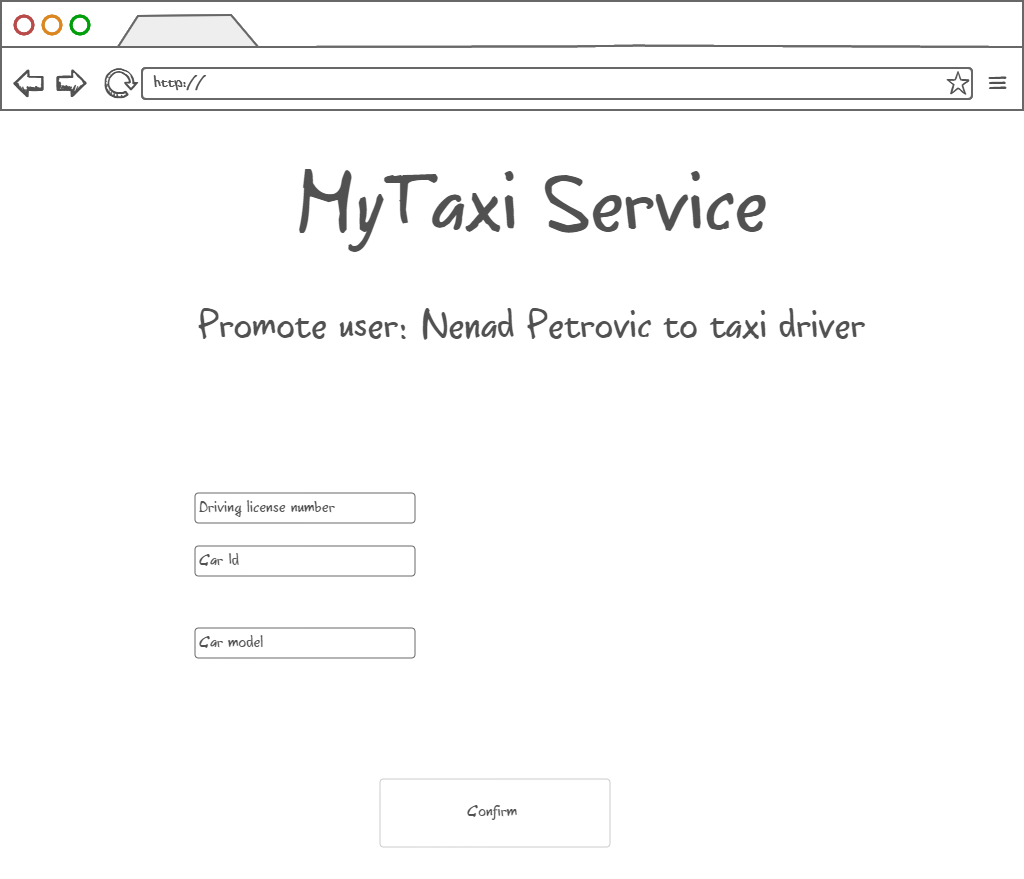 http://
MyTaxi Service
Promote user: Nenad Petrovic to taxi driver
Driving license number
Car Id
Car model
Confirm